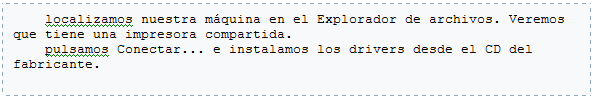 localizamos nuestra máquina en el Explorador de archivos. Veremos
que tiene una impresora compartida.
pulsamos Conectar... e instalamos los drivers desde el CD del
fabricante.